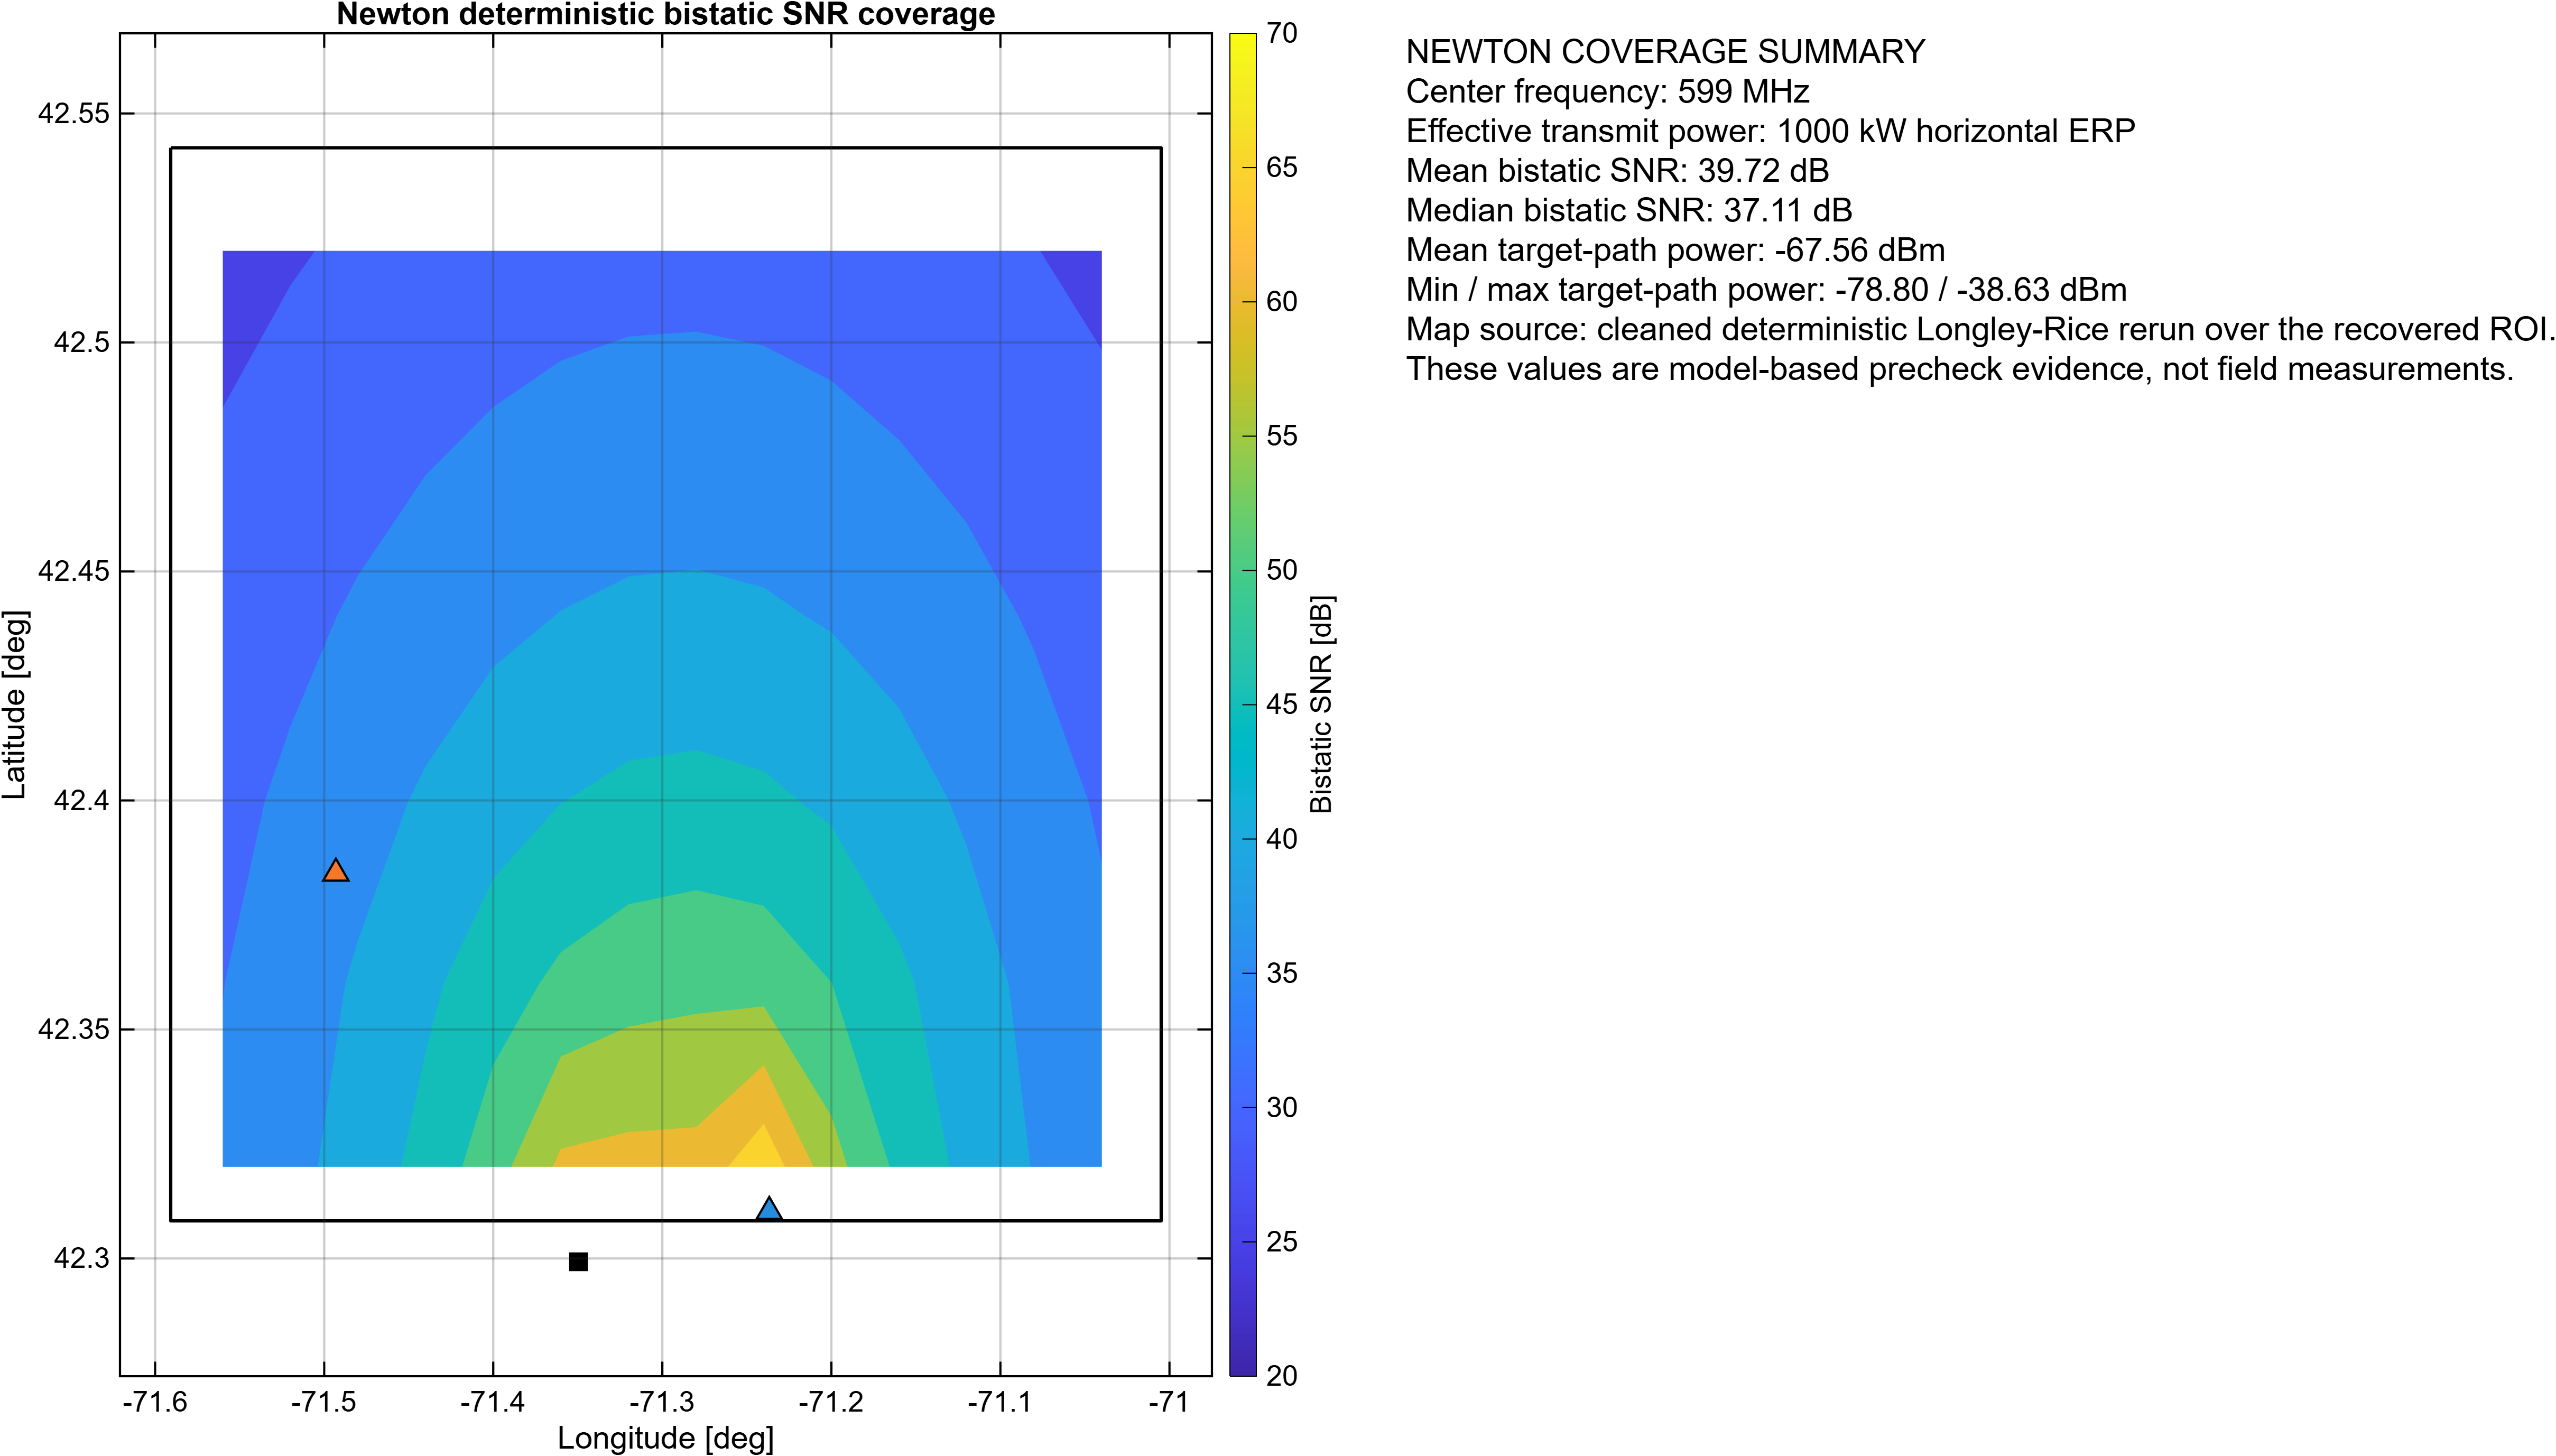 Newton deterministic bistatic SNR coverage
42.55
42.5
42.45
42.4
42.35
42.3
Latitude [deg]
-71.6
-71.5
-71.4
-71.3
-71.2
-71.1
-71
Longitude [deg]
70
65
60
55
50
45
40
35
30
25
20
Bistatic SNR [dB]
NEWTON COVERAGE SUMMARY
Center frequency: 599 MHz
Effective transmit power: 1000 kW horizontal ERP
Mean bistatic SNR: 39.72 dB
Median bistatic SNR: 37.11 dB
Mean target-path power: -67.56 dBm
Min / max target-path power: -78.80 / -38.63 dBm
Map source: cleaned deterministic Longley-Rice rerun over the recovered ROI.
These values are model-based precheck evidence, not field measurements.